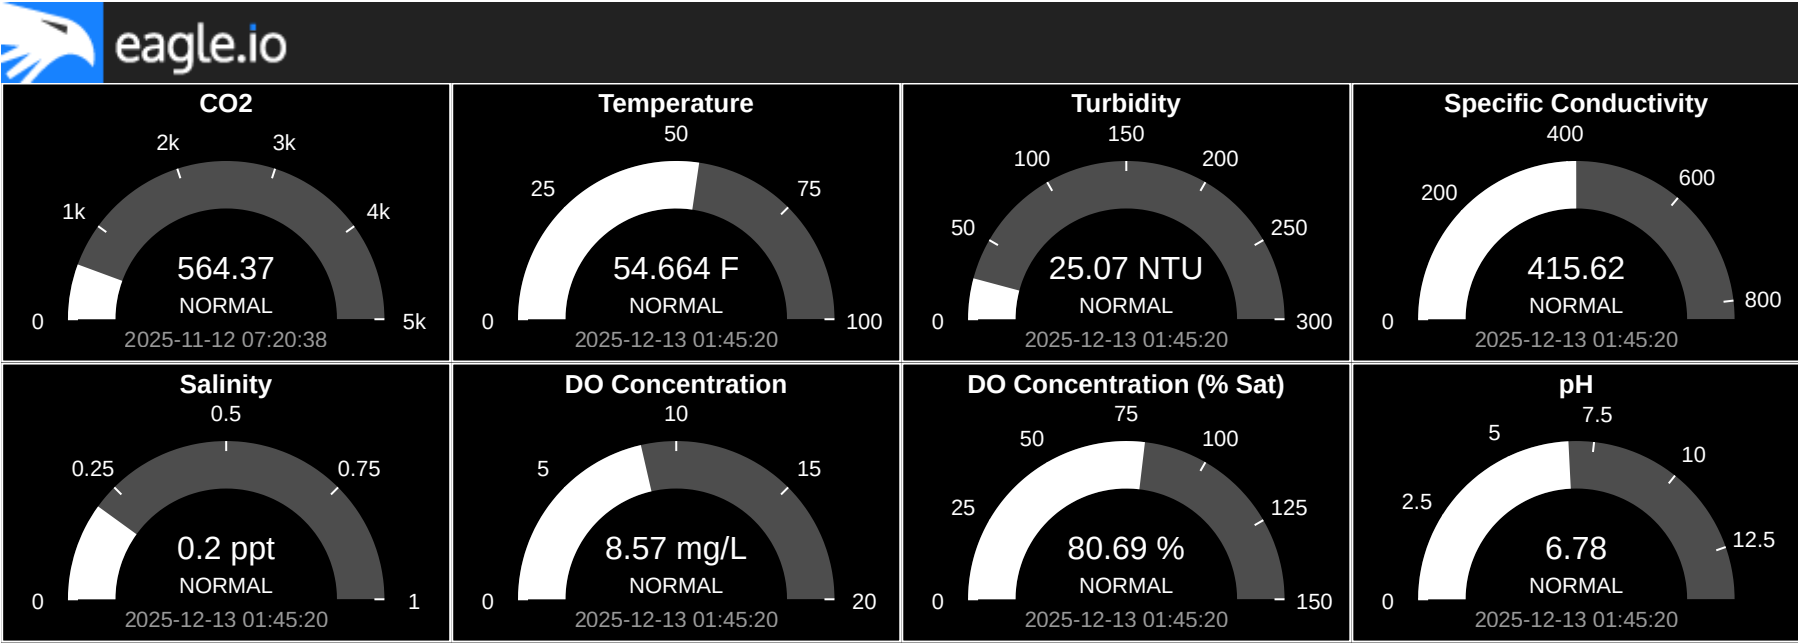 eagle.io
CO2
0
1k
2k
3k
4k
5k
564.37
NORMAL
2025-11-12 07:20:38
Temperature
0
25
50
75
100
54.664 F
NORMAL
2025-12-13 01:45:20
Turbidity
0
50
100
150
200
250
300
25.07 NTU
NORMAL
2025-12-13 01:45:20
Specific Conductivity
0
200
400
600
800
415.62
NORMAL
2025-12-13 01:45:20
Salinity
0
0.25
0.5
0.75
1
0.2 ppt
NORMAL
2025-12-13 01:45:20
DO Concentration
0
5
10
15
20
8.57 mg/L
NORMAL
2025-12-13 01:45:20
DO Concentration (% Sat)
0
25
50
75
100
125
150
80.69 %
NORMAL
2025-12-13 01:45:20
pH
0
2.5
5
7.5
10
12.5
6.78
NORMAL
2025-12-13 01:45:20